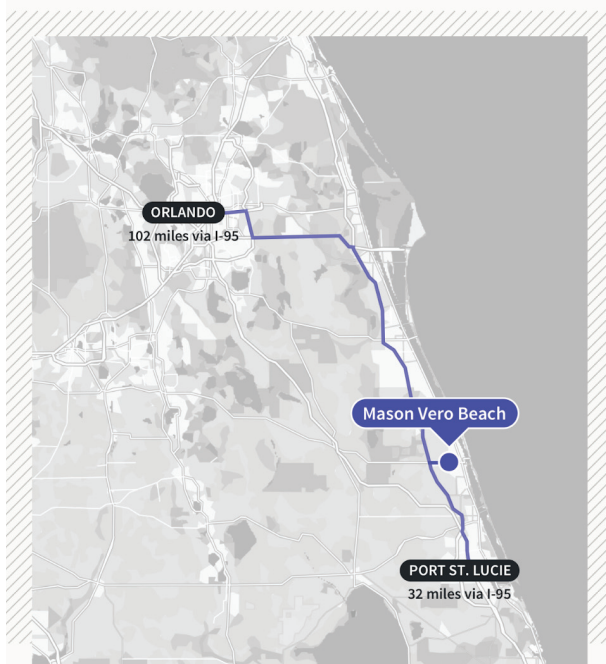 ORLANDO
102 miles via I-95
Mason Vero Beach
PORT ST. LUCIE
32 miles via I-95